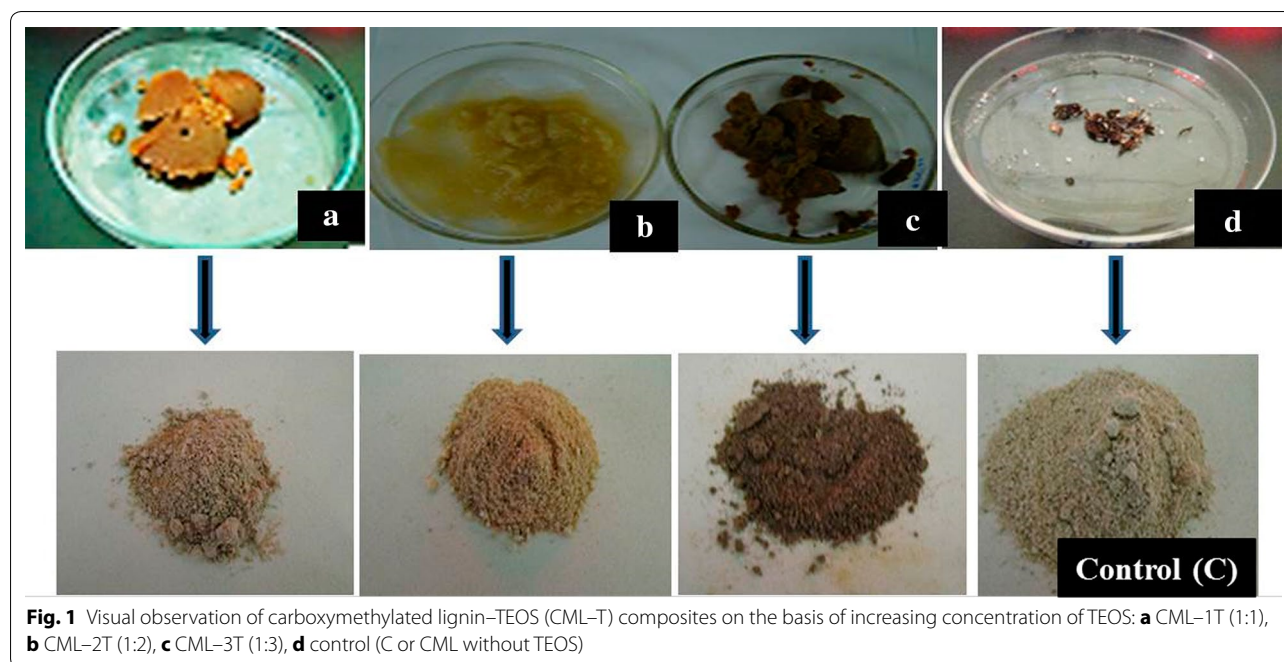 a
b
c
d
Control (C)
Fig. 1 Visual observation of carboxymethylated lignin–TEOS (CML–T) composites on the basis of increasing concentration of TEOS: a CML–1T (1:1),
b CML–2T (1:2), c CML–3T (1:3), d control (C or CML without TEOS)